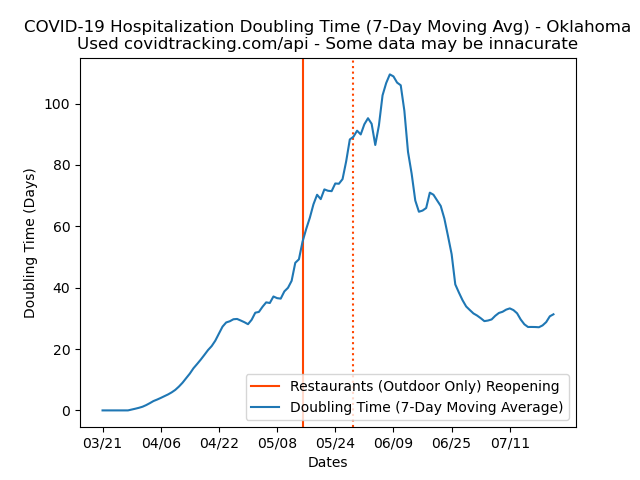 COVID-19 Hospitalization Doubling Time (7-Day Moving Avg) - Oklahoma
Used covidtracking.com/api - Some data may be innacurate
Doubling Time (Days)
100
80
60
40
20
0
Restaurants (Outdoor Only) Reopening
Doubling Time (7-Day Moving Average)
03/21 04/06 04/22 05/08 05/24 06/09 06/25 07/11
Dates